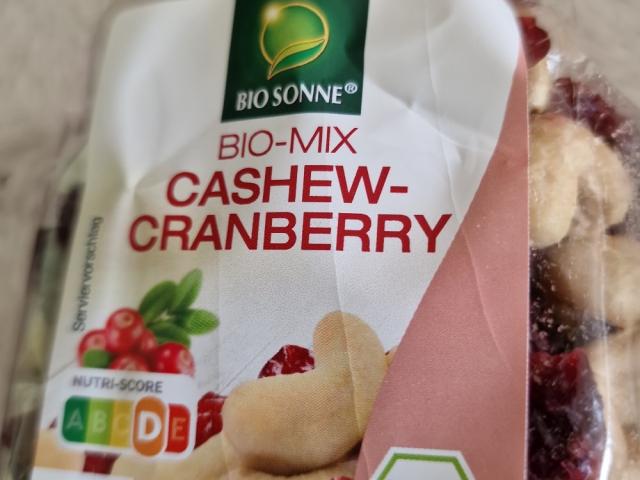 BIO SONNE®
BIO-MIX
CASHEW-
CRANBERRY
Serviervorschlag
NUTRI-SCORE
A B C D E